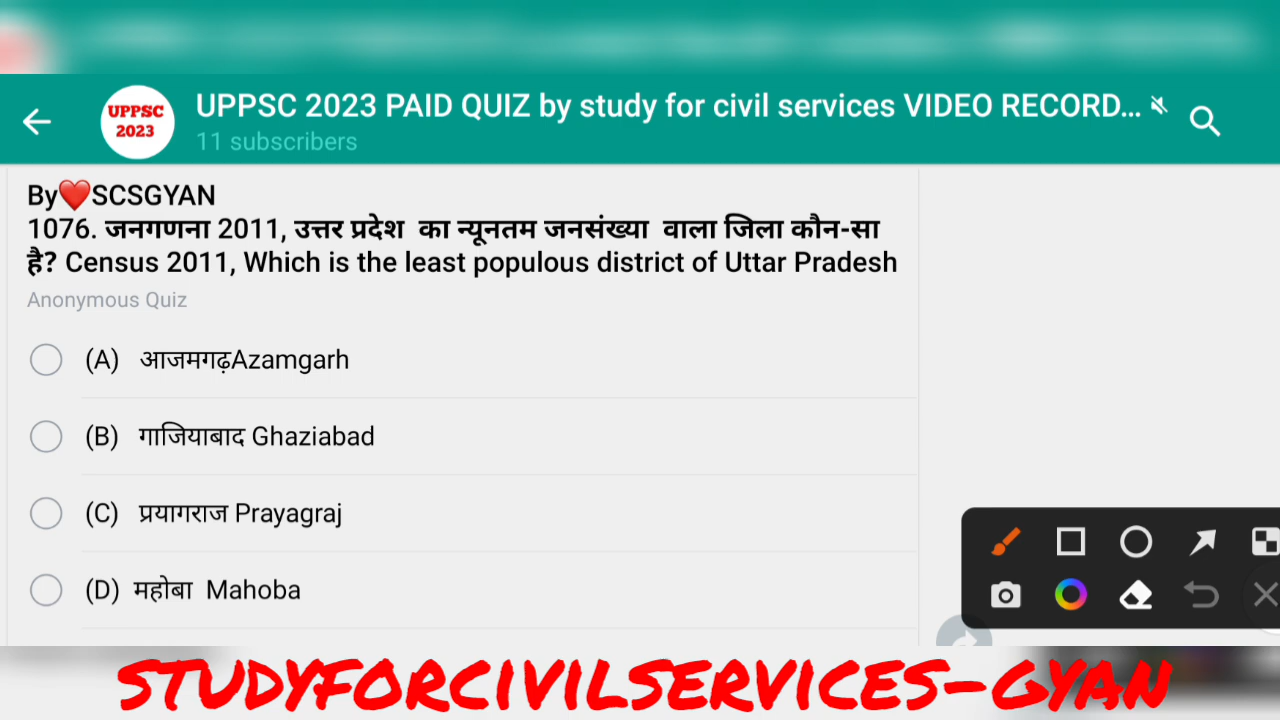 UPPSC 2023 PAID QUIZ by study for civil services VIDEO RECORD...
UPPSC
2023
11 subscribers
By❤️SCSGYAN
1076. जनगणना 2011, उत्तर प्रदेश का न्यूनतम जनसंख्या वाला जिला कौन-सा
है? Census 2011, Which is the least populous district of Uttar Pradesh
Anonymous Quiz
(A) आजमगढ़Azamgarh
(B) गाजियाबाद Ghaziabad
(C) प्रयागराज Prayagraj
(D) महोबा Mahoba
STUDYFORCIVILSERVICES-GYAN